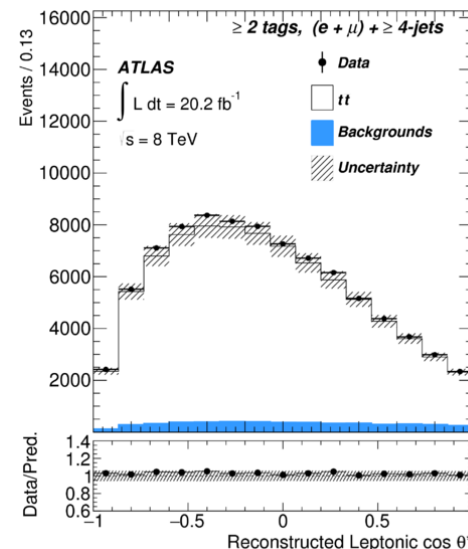 ≥ 2 tags, (e + μ) + ≥ 4-jets
ATLAS
∫ L dt = 20.2 fb⁻¹
√s = 8 TeV
Data
tt
Backgrounds
Uncertainty
Events / 0.13
16000
14000
12000
10000
8000
6000
4000
2000
Data/Pred.
1.4
1.2
1
0.8
0.6
−1 −0.5 0 0.5
Reconstructed Leptonic cos θ*